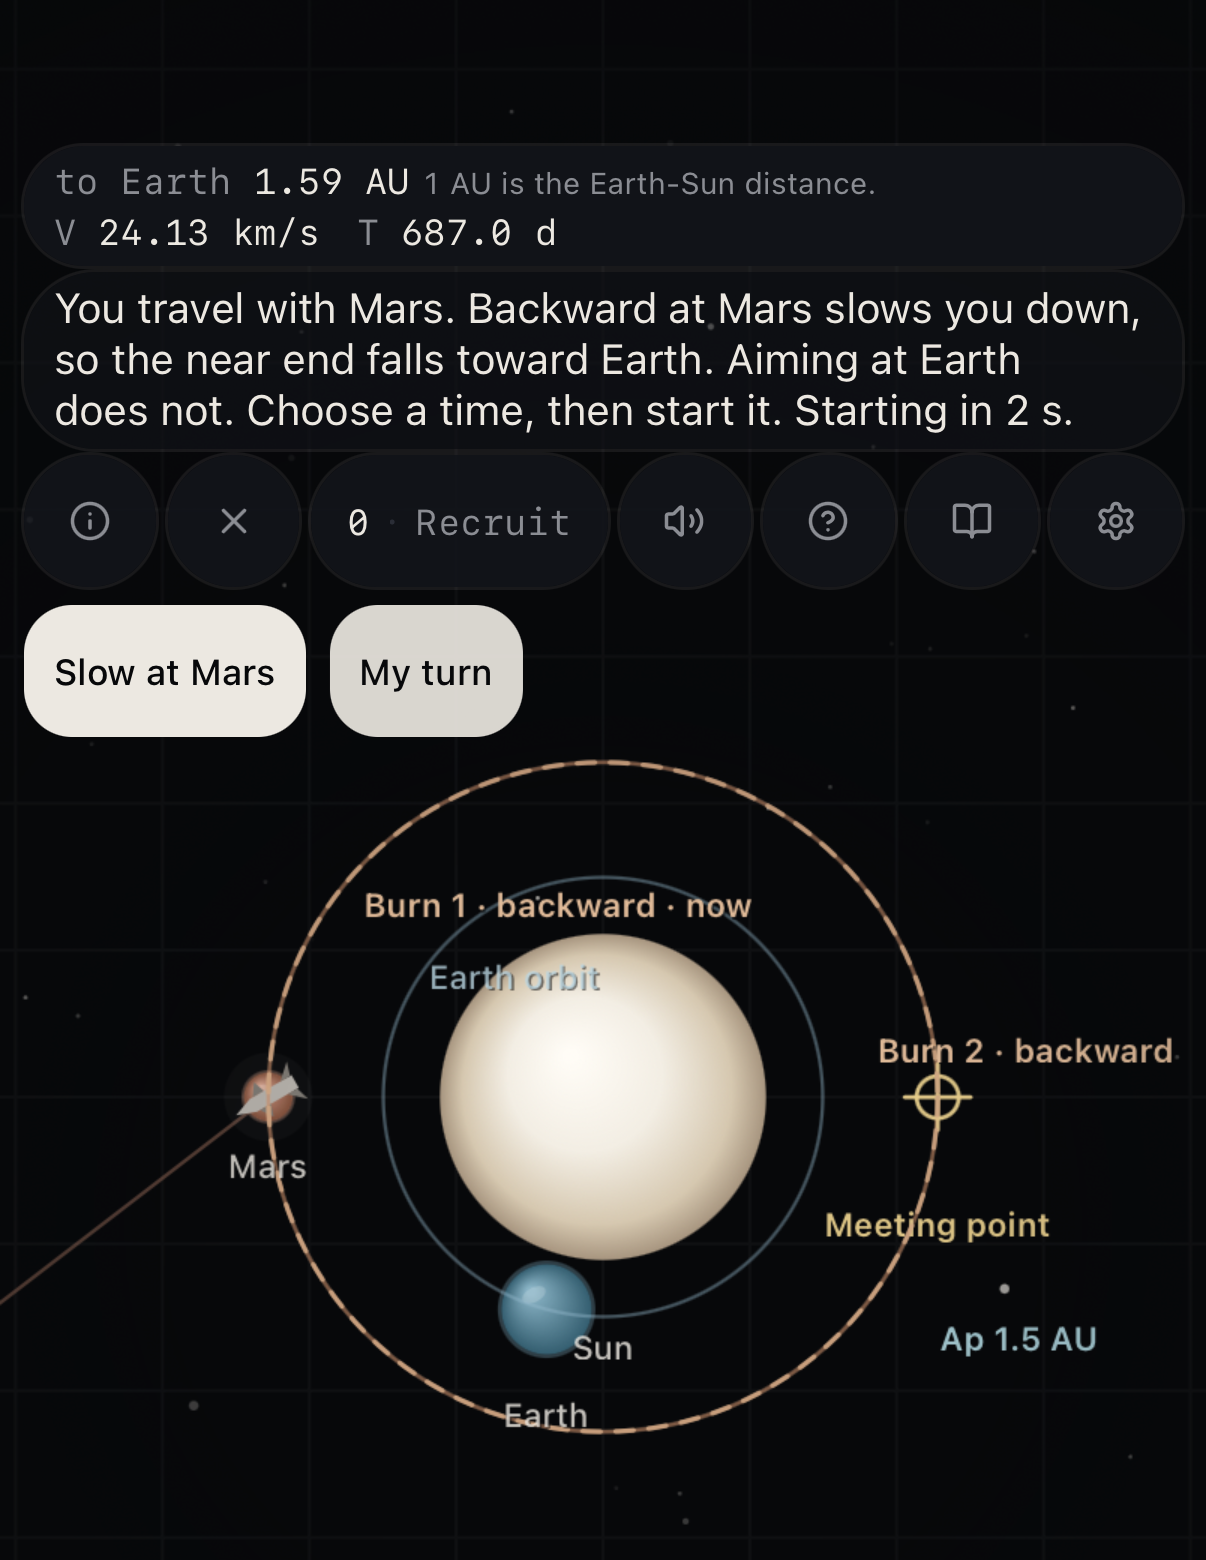 to Earth 1.59 AU 1 AU is the Earth-Sun distance.
V 24.13 km/s T 687.0 d
You travel with Mars. Backward at Mars slows you down,
so the near end falls toward Earth. Aiming at Earth
does not. Choose a time, then start it. Starting in 2 s.
0 · Recruit
Slow at Mars
My turn
Burn 1 · backward · now
Earth orbit
Burn 2 · backward
Mars
Meeting point
Ap 1.5 AU
Sun
Earth